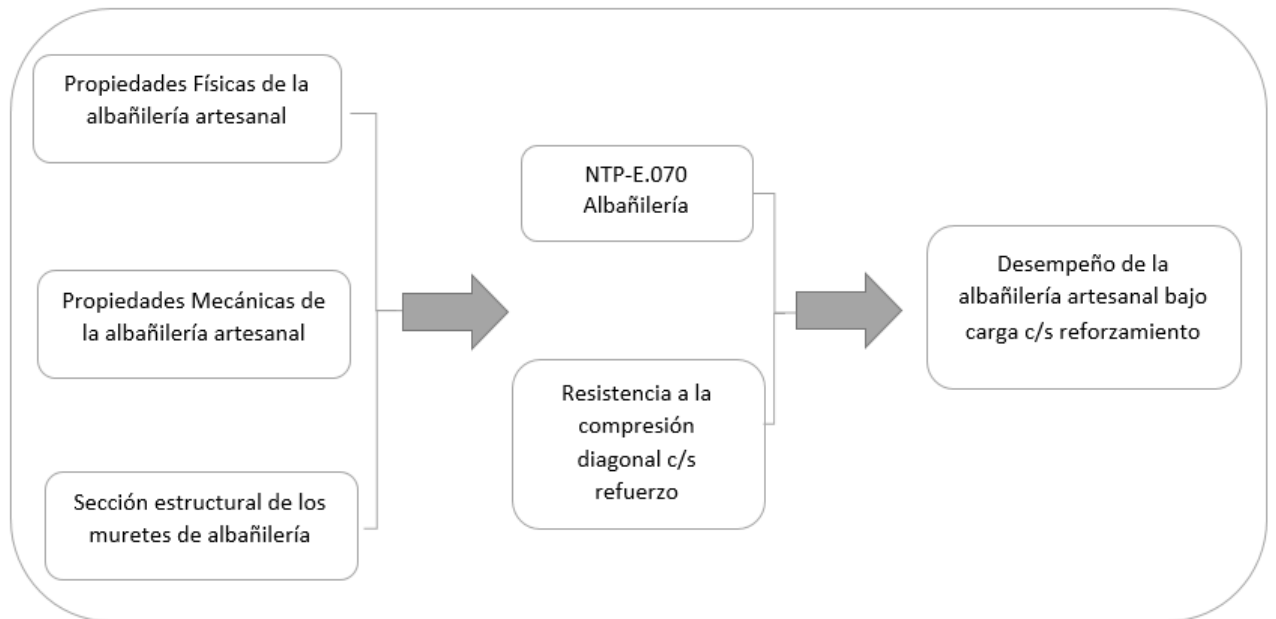 Propiedades Físicas de la
albañilería artesanal
Propiedades Mecánicas de
la albañilería artesanal
Sección estructural de los
muretes de albañilería
NTP-E.070
Albañilería
Resistencia a la
compresión
diagonal c/s
refuerzo
Desempeño de la
albañilería artesanal bajo
carga c/s reforzamiento